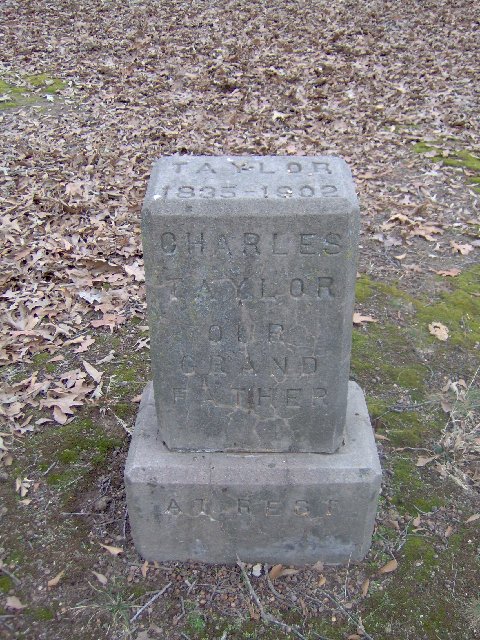 TAYLOR
1835-1902
CHARLES
TAYLOR
OUR
GRAND
FATHER
AT REST